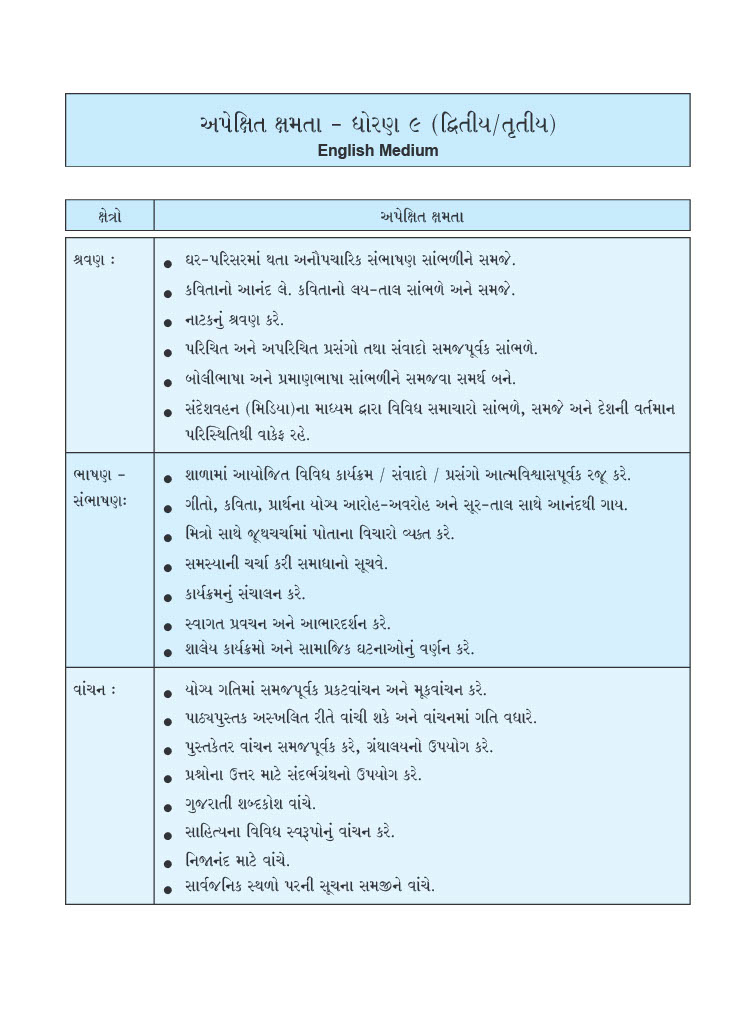 અપેક્ષિત ક્ષમતા – ધોરણ ૯ (દ્વિતીય/તૃતીય)
English Medium
ક્ષેત્રો અપેક્ષિત ક્ષમતા
શ્રવણ : ● ઘર-પરિસરમાં થતા અનૌપચારિક સંભાષણ સાંભળીને સમજે.
● કવિતાનો આનંદ લે. કવિતાનો લય-તાલ સાંભળે અને સમજે.
● નાટકનું શ્રવણ કરે.
● પરિચિત અને અપરિચિત પ્રસંગો તથા સંવાદો સમજપૂર્વક સાંભળે.
● બોલીભાષા અને પ્રમાણભાષા સાંભળીને સમજવા સમર્થ બને.
● સંદેશવહન (મિડિયા)ના માધ્યમ દ્વારા વિવિધ સમાચારો સાંભળે, સમજે અને દેશની વર્તમાન
પરિસ્થિતિથી વાકેફ રહે.
ભાષણ – ● શાળામાં આયોજિત વિવિધ કાર્યક્રમ / સંવાદો / પ્રસંગો આત્મવિશ્વાસપૂર્વક રજૂ કરે.
સંભાષણઃ ● ગીતો, કવિતા, પ્રાર્થના યોગ્ય આરોહ-અવરોહ અને સૂર-તાલ સાથે આનંદથી ગાય.
● મિત્રો સાથે જૂથચર્ચામાં પોતાના વિચારો વ્યક્ત કરે.
● સમસ્યાની ચર્ચા કરી સમાધાનો સૂચવે.
● કાર્યક્રમનું સંચાલન કરે.
● સ્વાગત પ્રવચન અને આભારદર્શન કરે.
● શાલેય કાર્યક્રમો અને સામાજિક ઘટનાઓનું વર્ણન કરે.
વાંચન : ● યોગ્ય ગતિમાં સમજપૂર્વક પ્રકટવાંચન અને મૂકવાંચન કરે.
● પાઠ્યપુસ્તક અસ્ખલિત રીતે વાંચી શકે અને વાંચનમાં ગતિ વધારે.
● પુસ્તકેતર વાંચન સમજપૂર્વક કરે, ગ્રંથાલયનો ઉપયોગ કરે.
● પ્રશ્નોના ઉત્તર માટે સંદર્ભગ્રંથનો ઉપયોગ કરે.
● ગુજરાતી શબ્દકોશ વાંચે.
● સાહિત્યના વિવિધ સ્વરૂપોનું વાંચન કરે.
● નિજાનંદ માટે વાંચે.
● સાર્વજનિક સ્થળો પરની સૂચના સમજીને વાંચે.